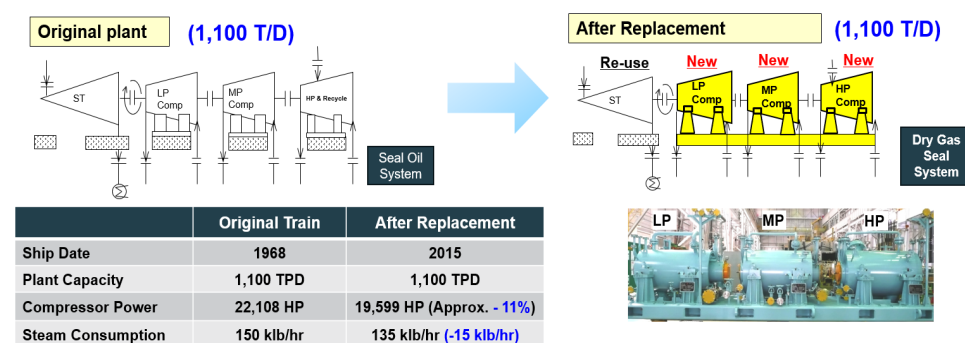 Original plant (1,100 T/D)
ST
LP
Comp
MP
Comp
HP & Recycle
Seal Oil
System
After Replacement (1,100 T/D)
Re-use New New New
ST
LP
Comp
MP
Comp
HP
Comp
Dry Gas
Seal
System
Original Train After Replacement
Ship Date 1968 2015
Plant Capacity 1,100 TPD 1,100 TPD
Compressor Power 22,108 HP 19,599 HP (Approx. - 11%)
Steam Consumption 150 klb/hr 135 klb/hr (-15 klb/hr)
LP MP HP